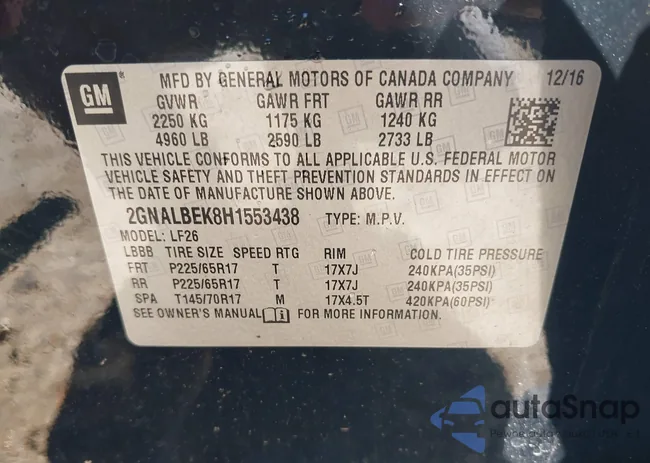 GM MFD BY GENERAL MOTORS OF CANADA COMPANY 12/16
GVWR GAWR FRT GAWR RR
2250 KG 1175 KG 1240 KG
4960 LB 2590 LB 2733 LB
THIS VEHICLE CONFORMS TO ALL APPLICABLE U.S. FEDERAL MOTOR
VEHICLE SAFETY AND THEFT PREVENTION STANDARDS IN EFFECT ON
THE DATE OF MANUFACTURE SHOWN ABOVE.
2GNALBEK8H1553438 TYPE: M.P.V.
MODEL: LF26
LBBB TIRE SIZE SPEED RTG RIM COLD TIRE PRESSURE
FRT P225/65R17 T 17X7J 240KPA(35PSI)
RR P225/65R17 T 17X7J 240KPA(35PSI)
SPA T145/70R17 M 17X4.5T 420KPA(60PSI)
SEE OWNER'S MANUAL FOR MORE INFORMATION.
autoSnap